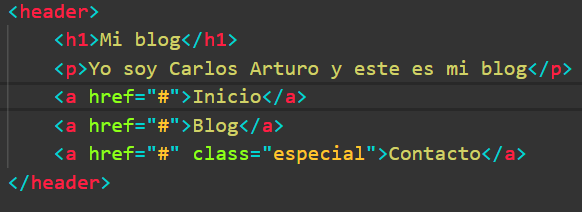 <header>
<h1>Mi blog</h1>
<p>Yo soy Carlos Arturo y este es mi blog</p>
<a href="#">Inicio</a>
<a href="#">Blog</a>
<a href="#" class="especial">Contacto</a>
</header>